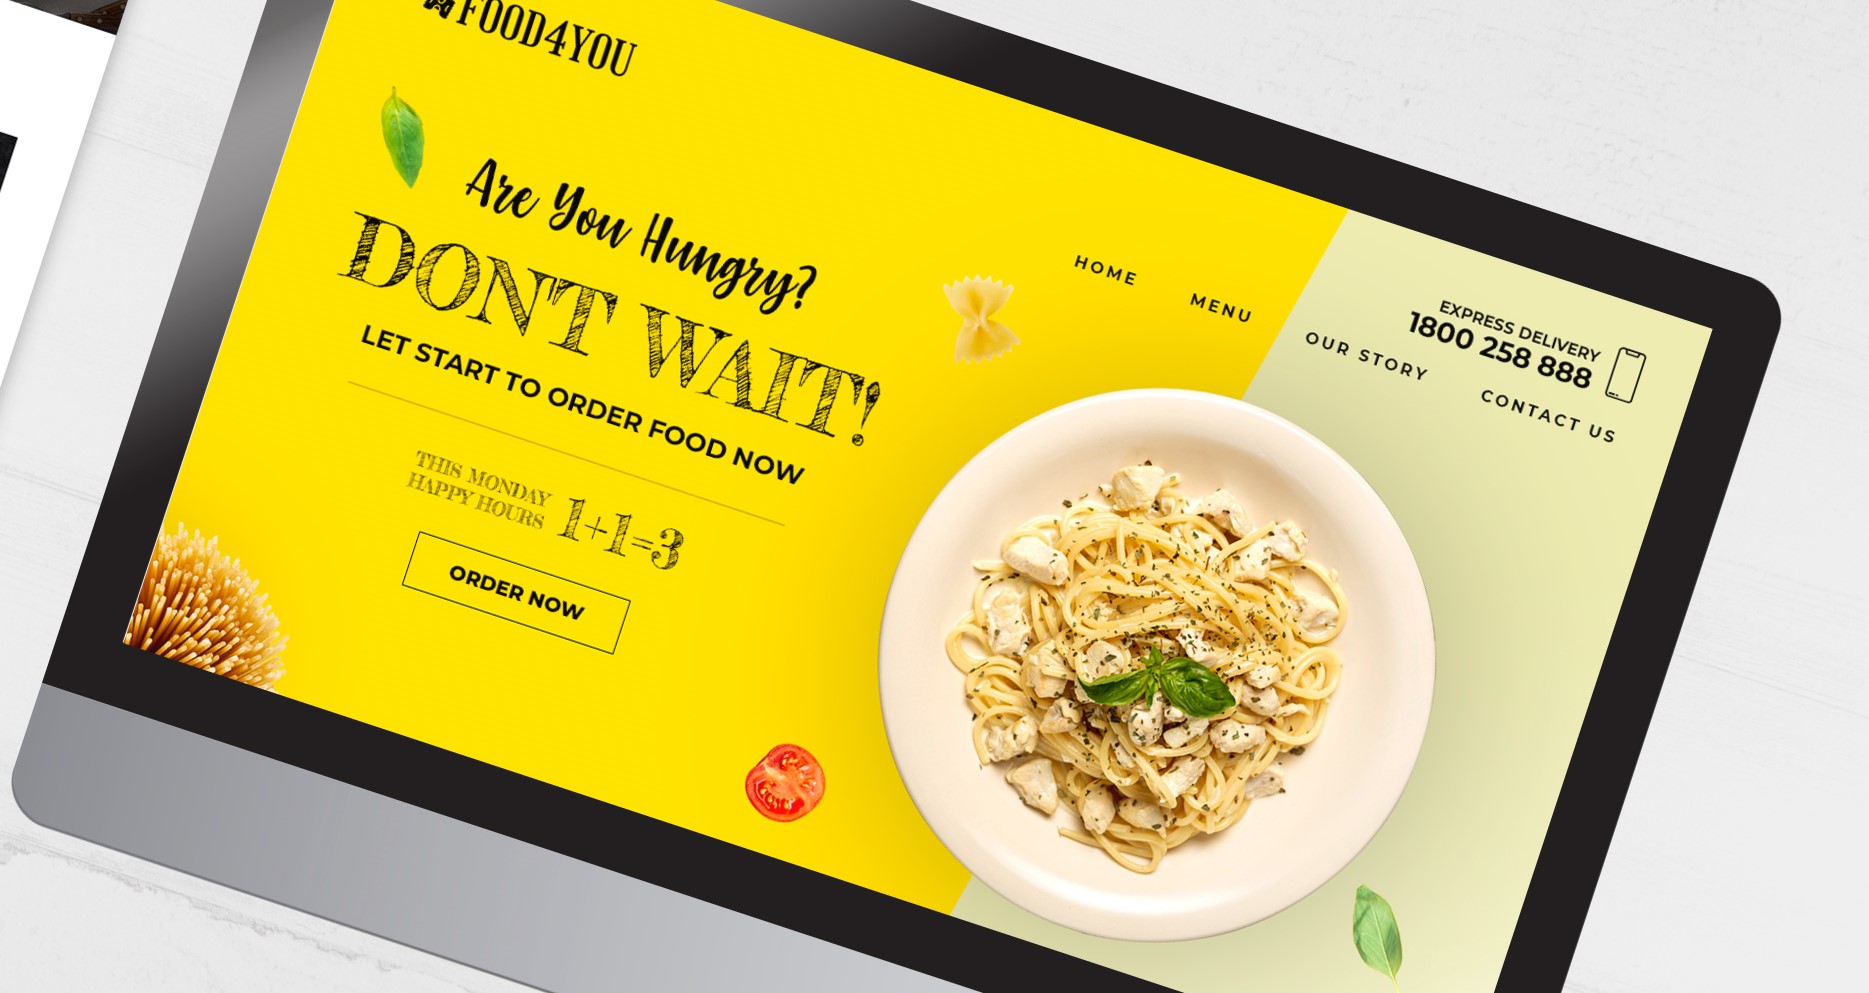 FOOD4YOU
HOME
MENU
OUR STORY
CONTACT US
EXPRESS DELIVERY
1800 258 888
Are You Hungry?
DON'T WAIT!
LET START TO ORDER FOOD NOW
THIS MONDAY
HAPPY HOURS
1+1=3
ORDER NOW